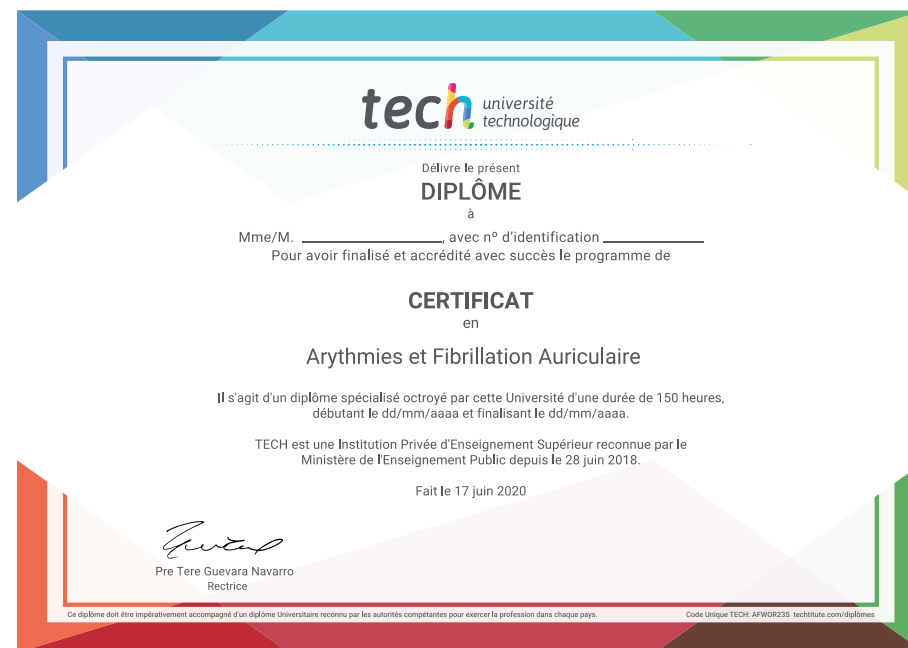 tech université
technologique
Délivre le présent
DIPLÔME
à
Mme/M. ____________________, avec nº d'identification ______________
Pour avoir finalisé et accrédité avec succès le programme de
CERTIFICAT
en
Arythmies et Fibrillation Auriculaire
Il s'agit d'un diplôme spécialisé octroyé par cette Université d'une durée de 150 heures,
débutant le dd/mm/aaaa et finalisant le dd/mm/aaaa.
TECH est une Institution Privée d'Enseignement Supérieur reconnue par le
Ministère de l'Enseignement Public depuis le 28 juin 2018.
Fait le 17 juin 2020
Pre Tere Guevara Navarro
Rectrice
Ce diplôme doit être impérativement accompagné d'un diplôme Universitaire reconnu par les autorités compétentes pour exercer la profession dans chaque pays.
Code Unique TECH: AFWOR23S techtitute.com/diplômes